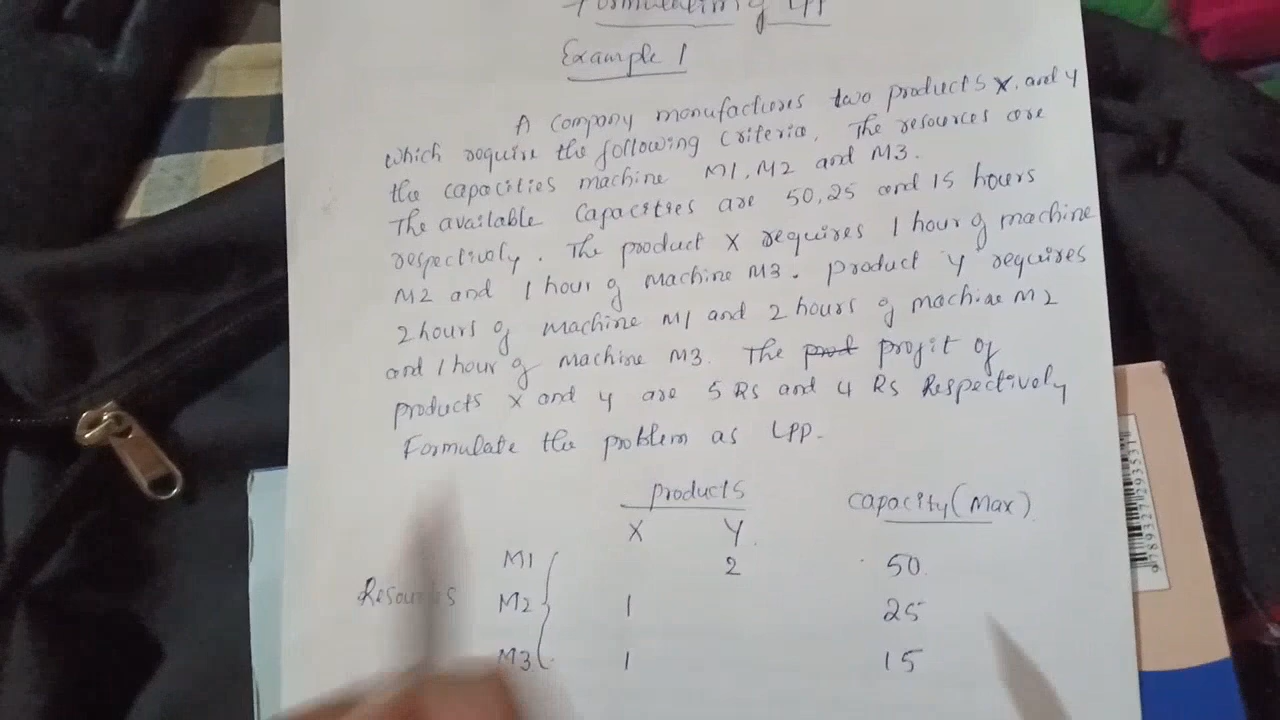 Formulating of LPP
Example 1
A company manufactures two products X, and Y
which require the following criteria. The resources are
the capacities machine M1, M2 and M3.
The available capacities are 50, 25 and 15 hours
respectively. The product X requires 1 hour of machine
M2 and 1 hour of machine M3. product Y requires
2 hours of machine M1 and 2 hours of machine M2
and 1 hour of machine M3. The prod profit of
products X and Y are 5 Rs and 4 Rs Respectively
Formulate the problem as LPP.
products capacity (Max)
X Y
M1 2 50
Resources M2 1 25
M3 1 15
9789327293531